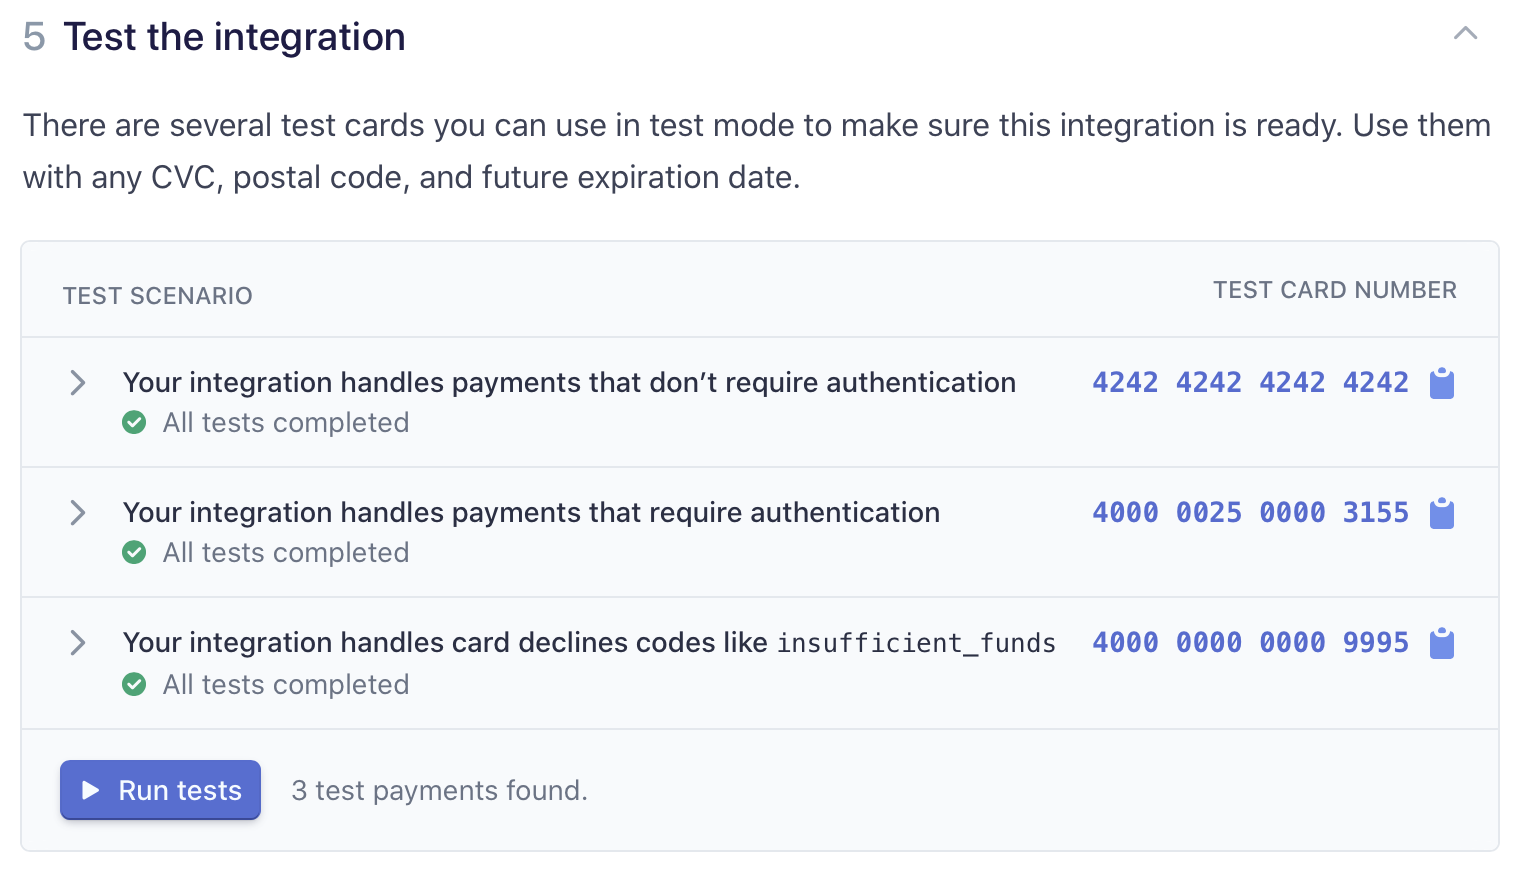 5 Test the integration
There are several test cards you can use in test mode to make sure this integration is ready. Use them
with any CVC, postal code, and future expiration date.
TEST SCENARIO TEST CARD NUMBER
Your integration handles payments that don’t require authentication 4242 4242 4242 4242
All tests completed
Your integration handles payments that require authentication 4000 0025 0000 3155
All tests completed
Your integration handles card declines codes like insufficient_funds 4000 0000 0000 9995
All tests completed
Run tests 3 test payments found.